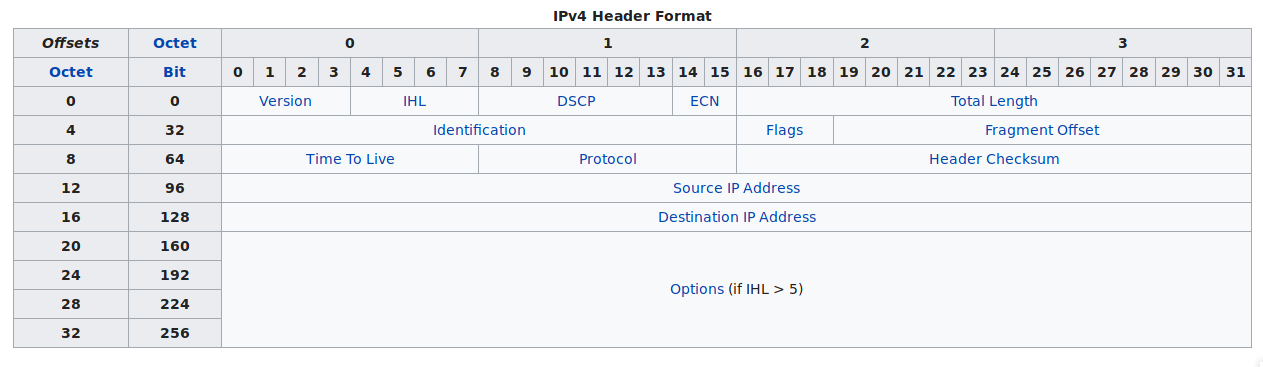 IPv4 Header Format
Offsets Octet 0 1 2 3
Octet Bit 0 1 2 3 4 5 6 7 8 9 10 11 12 13 14 15 16 17 18 19 20 21 22 23 24 25 26 27 28 29 30 31
0 0 Version IHL DSCP ECN Total Length
4 32 Identification Flags Fragment Offset
8 64 Time To Live Protocol Header Checksum
12 96 Source IP Address
16 128 Destination IP Address
20 160
24 192
Options (if IHL > 5)
28 224
32 256